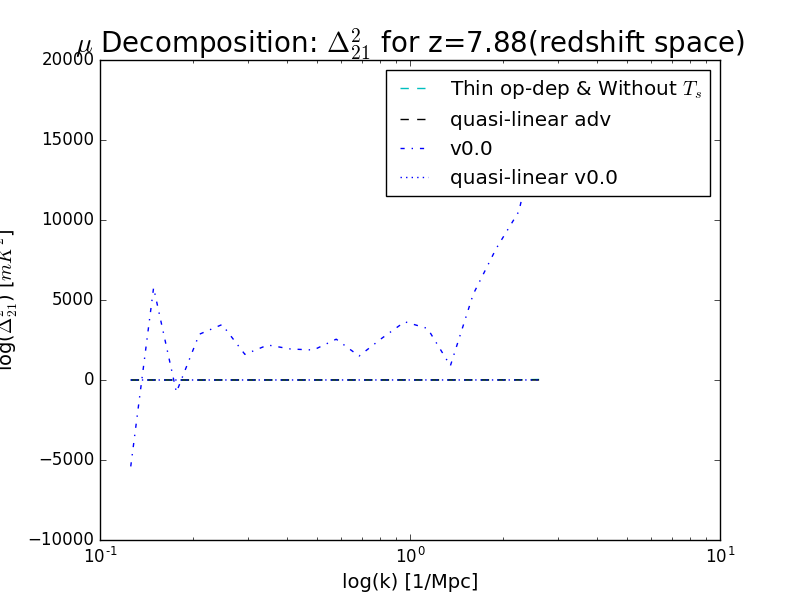 μ Decomposition: Δ²₂₁ for z=7.88(redshift space)
20000
15000
10000
5000
0
−5000
−10000
log(Δ²₂₁) [mK²]
Thin op-dep & Without Tₛ
quasi-linear adv
v0.0
quasi-linear v0.0
10⁻¹ 10⁰ 10¹
log(k) [1/Mpc]